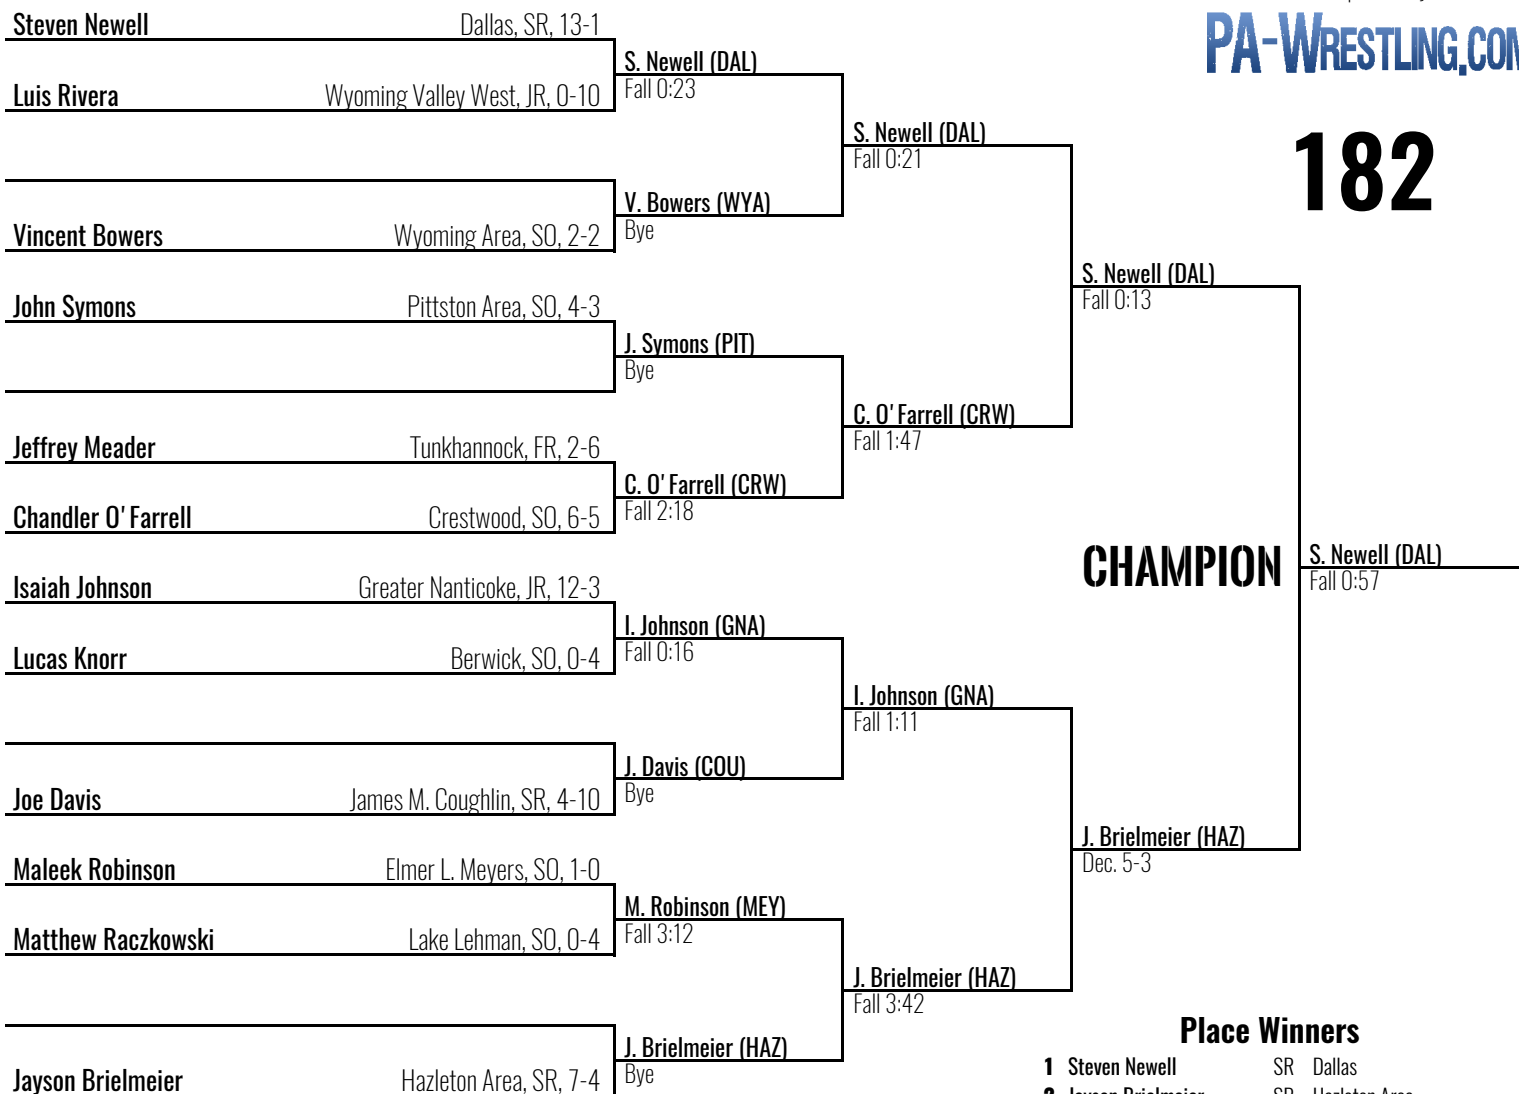 Steven Newell Dallas, SR, 13-1
S. Newell (DAL)
Fall 0:23
Luis Rivera Wyoming Valley West, JR, 0-10
PA-WRESTLING.COM
182
S. Newell (DAL)
Fall 0:21
V. Bowers (WYA)
Bye
Vincent Bowers Wyoming Area, SO, 2-2
S. Newell (DAL)
Fall 0:13
John Symons Pittston Area, SO, 4-3
J. Symons (PIT)
Bye
C. O'Farrell (CRW)
Fall 1:47
Jeffrey Meader Tunkhannock, FR, 2-6
C. O'Farrell (CRW)
Fall 2:18
Chandler O'Farrell Crestwood, SO, 6-5
CHAMPION
S. Newell (DAL)
Fall 0:57
Isaiah Johnson Greater Nanticoke, JR, 12-3
I. Johnson (GNA)
Fall 0:16
Lucas Knorr Berwick, SO, 0-4
I. Johnson (GNA)
Fall 1:11
J. Davis (COU)
Bye
Joe Davis James M. Coughlin, SR, 4-10
J. Brielmeier (HAZ)
Dec. 5-3
Maleek Robinson Elmer L. Meyers, SO, 1-0
M. Robinson (MEY)
Fall 3:12
Matthew Raczkowski Lake Lehman, SO, 0-4
J. Brielmeier (HAZ)
Fall 3:42
J. Brielmeier (HAZ)
Bye
Jayson Brielmeier Hazleton Area, SR, 7-4
Place Winners
1 Steven Newell SR Dallas
2 Jayson Brielmeier SR Hazleton Area